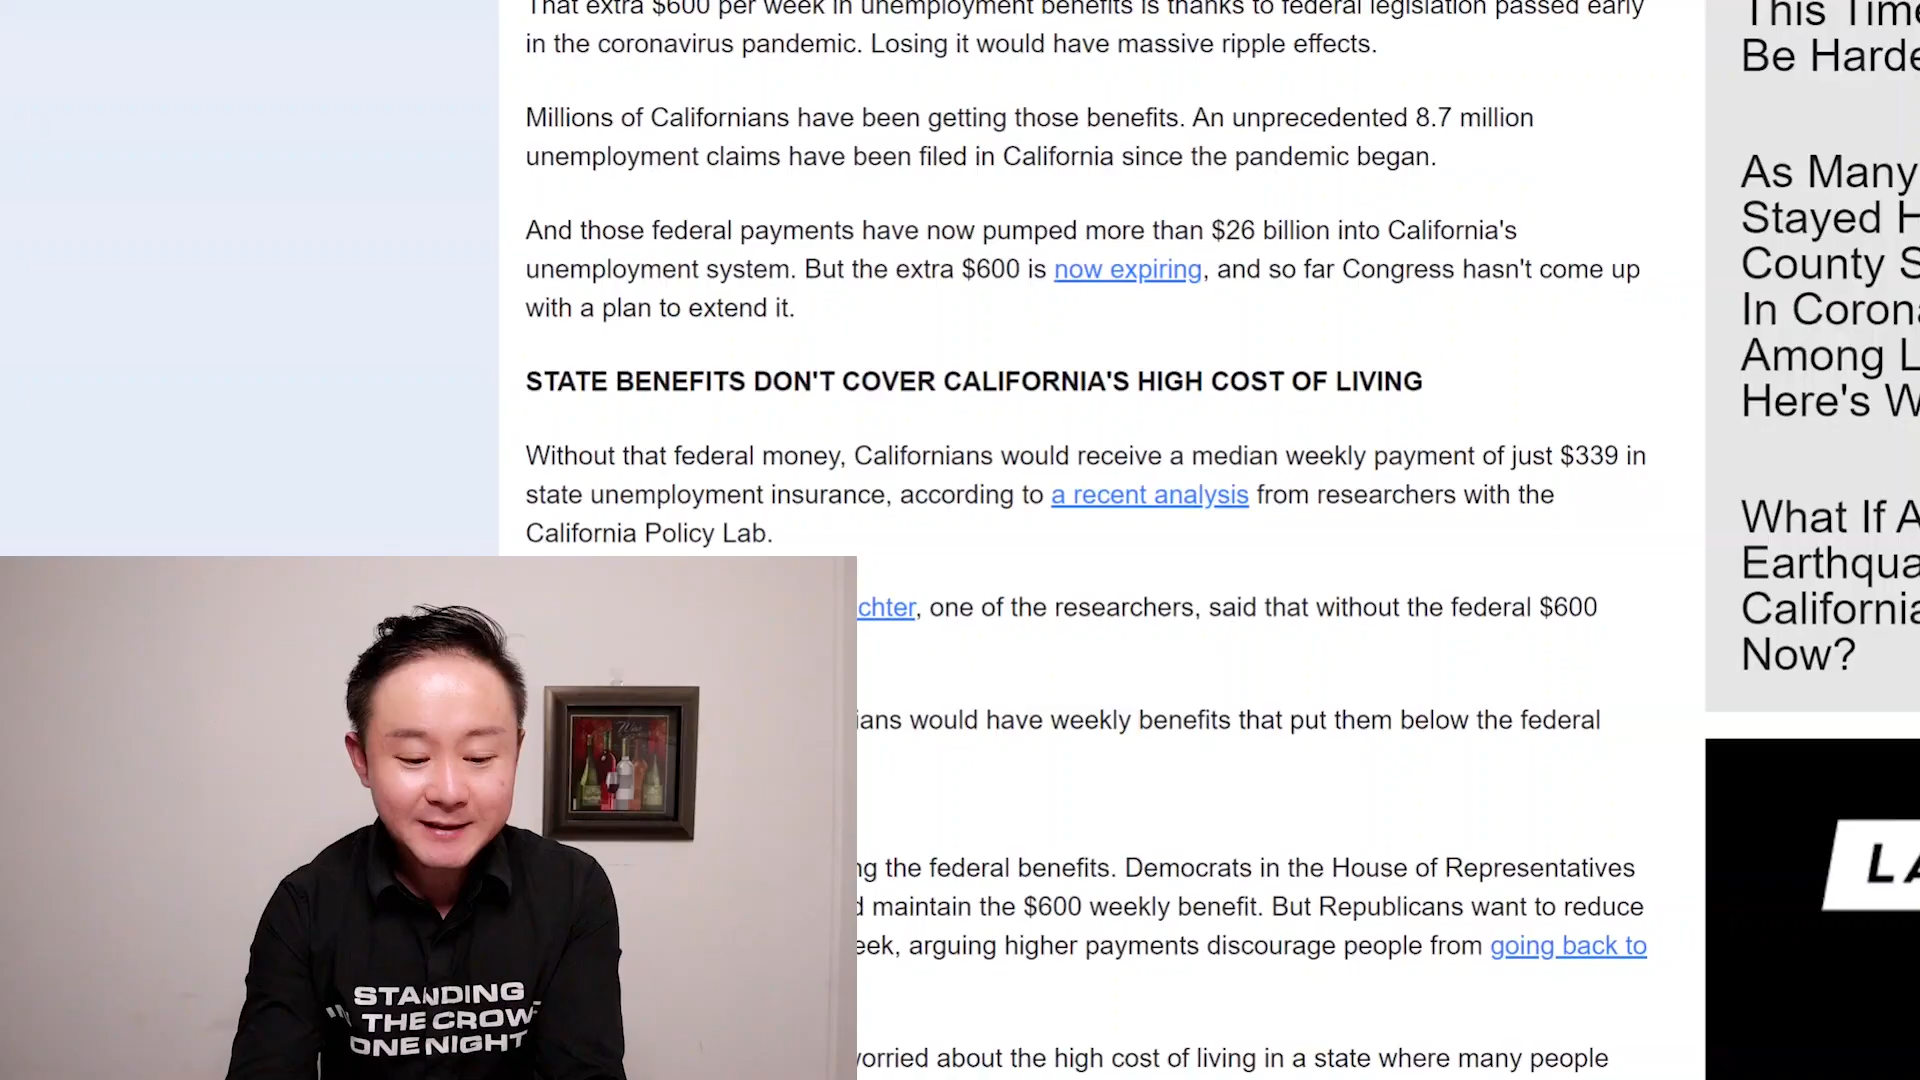 That extra $600 per week in unemployment benefits is thanks to federal legislation passed early
in the coronavirus pandemic. Losing it would have massive ripple effects.
Millions of Californians have been getting those benefits. An unprecedented 8.7 million
unemployment claims have been filed in California since the pandemic began.
And those federal payments have now pumped more than $26 billion into California's
unemployment system. But the extra $600 is now expiring, and so far Congress hasn't come up
with a plan to extend it.
STATE BENEFITS DON'T COVER CALIFORNIA'S HIGH COST OF LIVING
Without that federal money, Californians would receive a median weekly payment of just $339 in
state unemployment insurance, according to a recent analysis from researchers with the
California Policy Lab.
chter, one of the researchers, said that without the federal $600
ians would have weekly benefits that put them below the federal
the federal benefits. Democrats in the House of Representatives
maintain the $600 weekly benefit. But Republicans want to reduce
eek, arguing higher payments discourage people from going back to
orried about the high cost of living in a state where many people
This Time
Be Harde
As Many
Stayed H
County S
In Corona
Among L
Here's W
What If A
Earthqua
California
Now?
LA
STANDING
THE CROW
ONE NIGHT